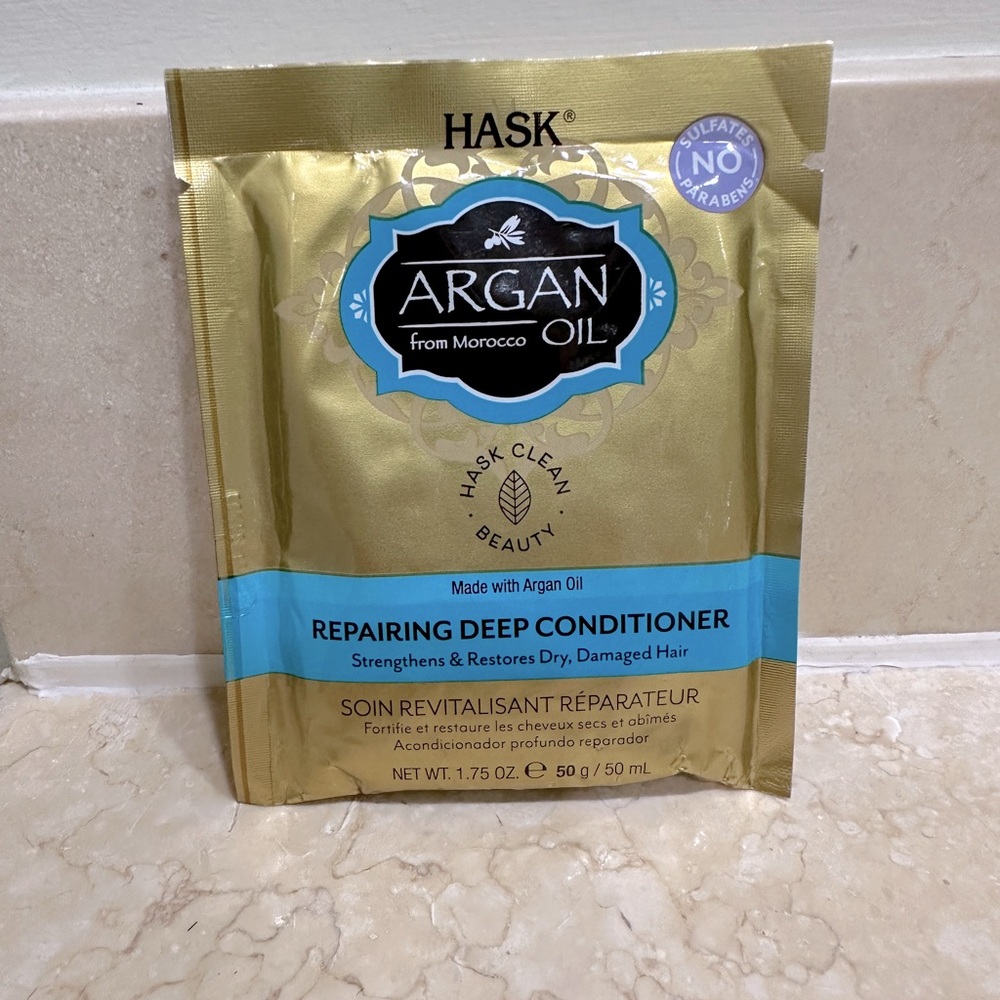 HASK®
SULFATES
NO
PARABENS
ARGAN
from Morocco OIL
HASK CLEAN
BEAUTY
Made with Argan Oil
REPAIRING DEEP CONDITIONER
Strengthens & Restores Dry, Damaged Hair
SOIN REVITALISANT RÉPARATEUR
Fortifie et restaure les cheveux secs et abîmés
Acondicionador profundo reparador
NET WT. 1.75 OZ. ℮ 50 g / 50 mL